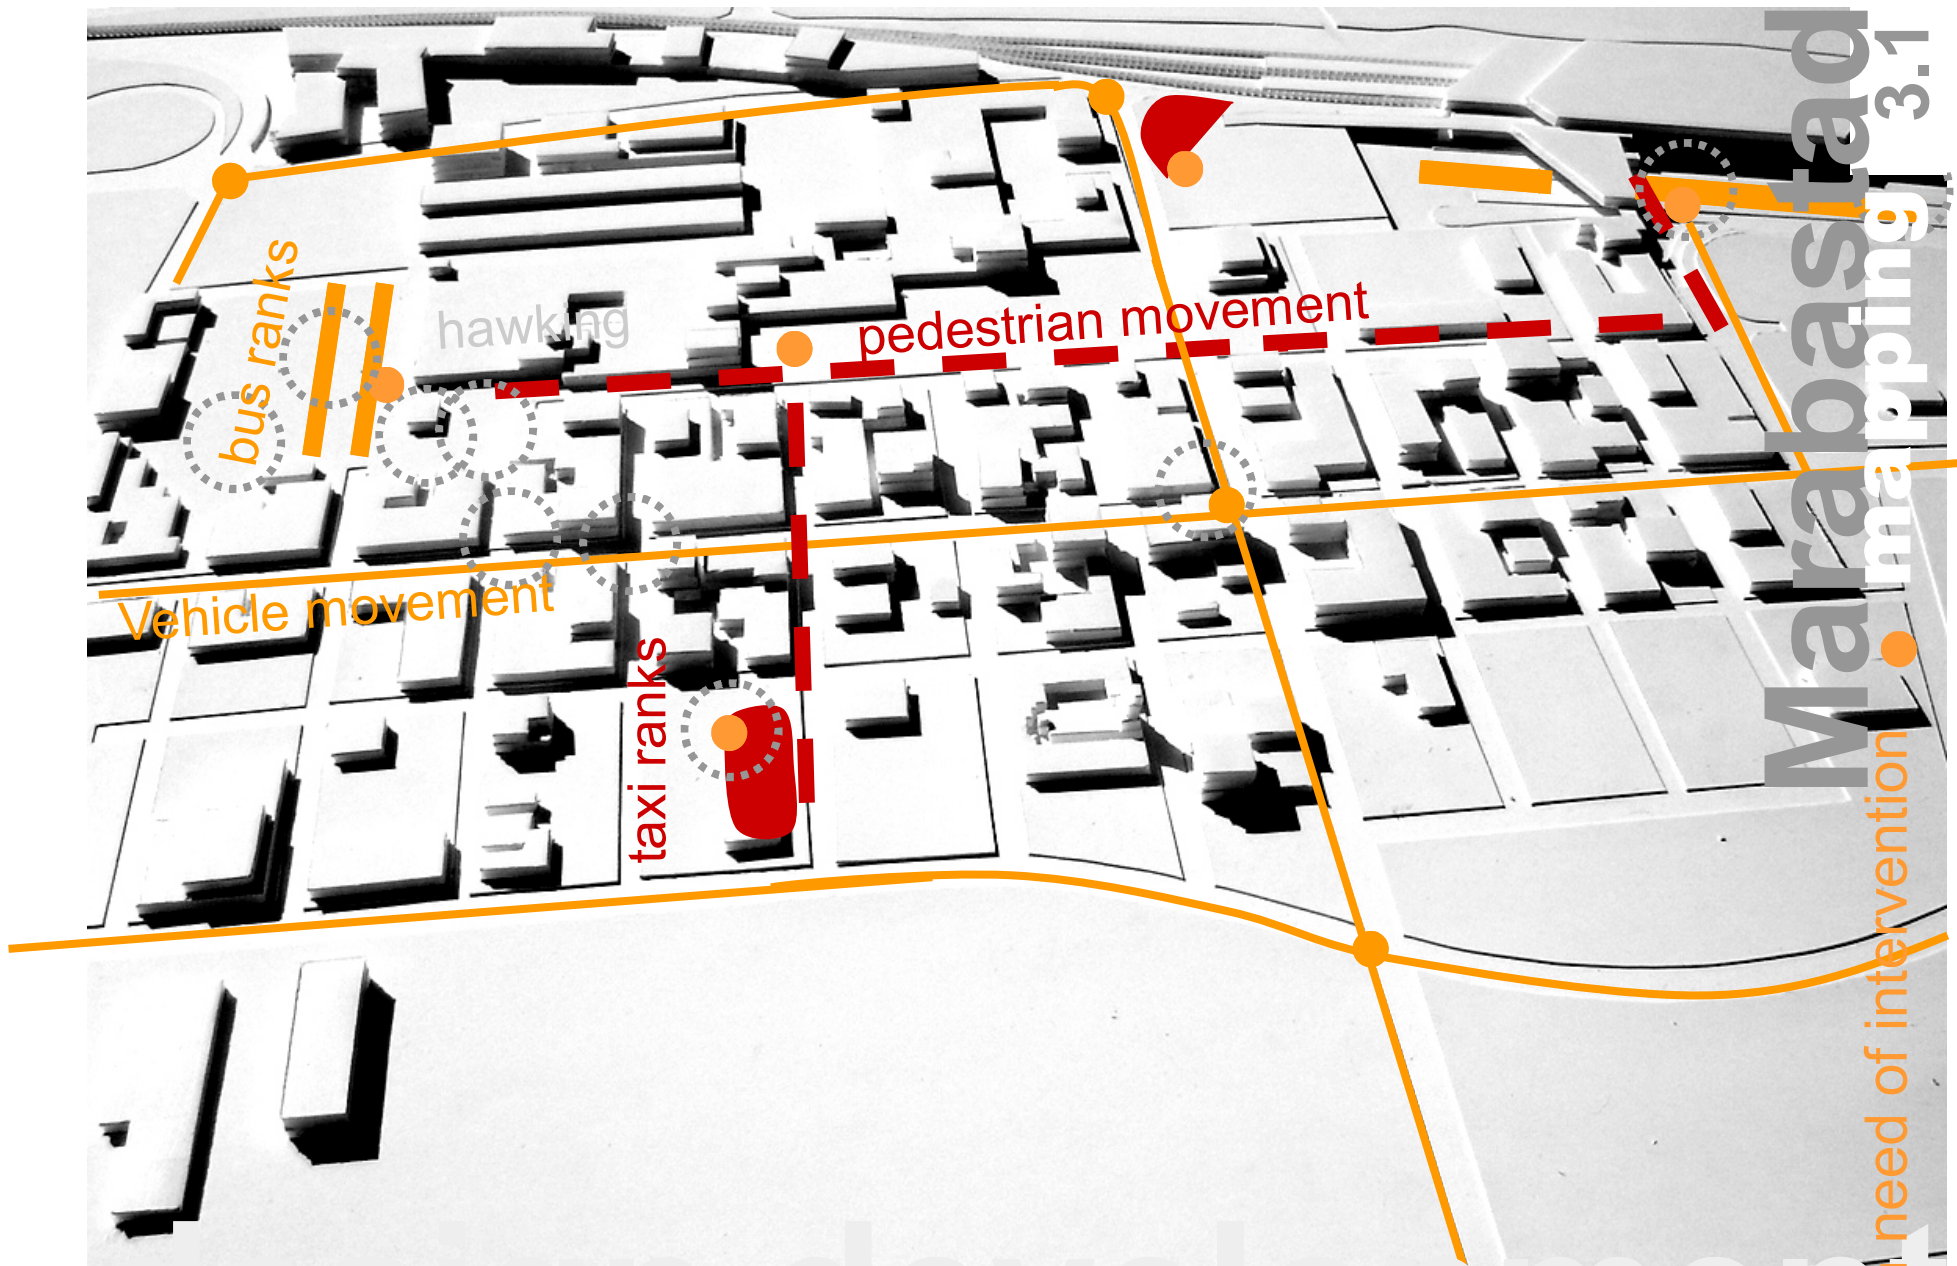 Marabastad
mapping 3.1
bus ranks
hawking
pedestrian movement
Vehicle movement
taxi ranks
need of intervention